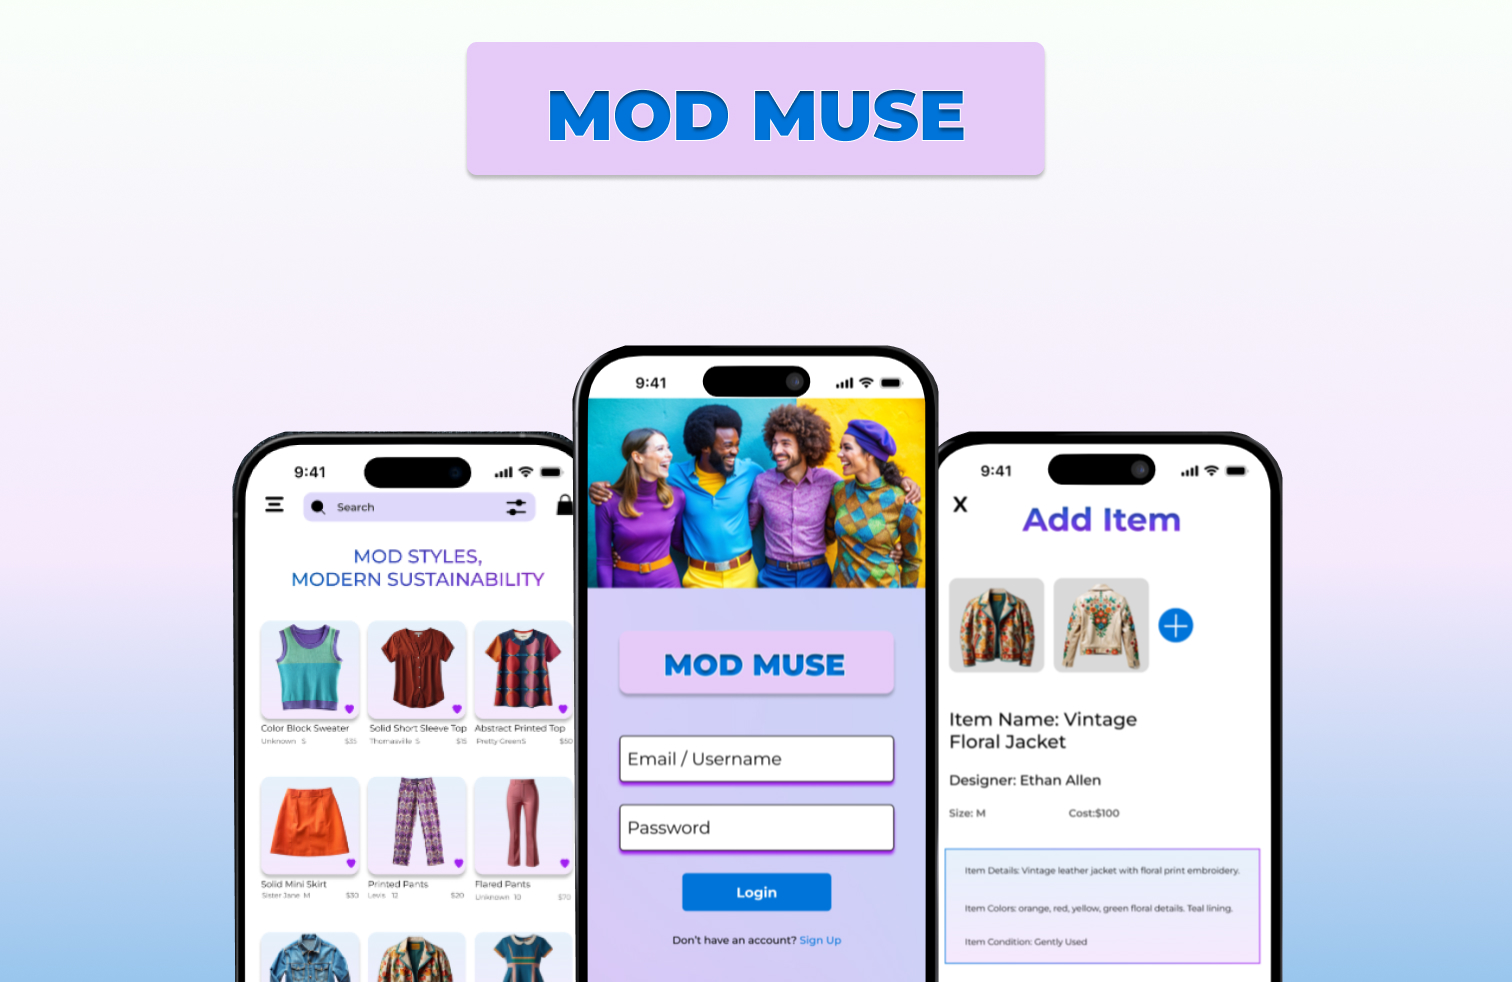 MOD MUSE
9:41
Search
MOD STYLES,
MODERN SUSTAINABILITY
Color Block Sweater
Unknown S $35
Solid Short Sleeve Top
Thomasville S $15
Abstract Printed Top
Pretty GreenS $50
Solid Mini Skirt
Sister Jane M $30
Printed Pants
Levis 12 $20
Flared Pants
Unknown 10 $70
9:41
MOD MUSE
Email / Username
Password
Login
Don't have an account? Sign Up
9:41
X
Add Item
Item Name: Vintage
Floral Jacket
Designer: Ethan Allen
Size: M Cost:$100
Item Details: Vintage leather jacket with floral print embroidery.
Item Colors: orange, red, yellow, green floral details. Teal lining.
Item Condition: Gently Used